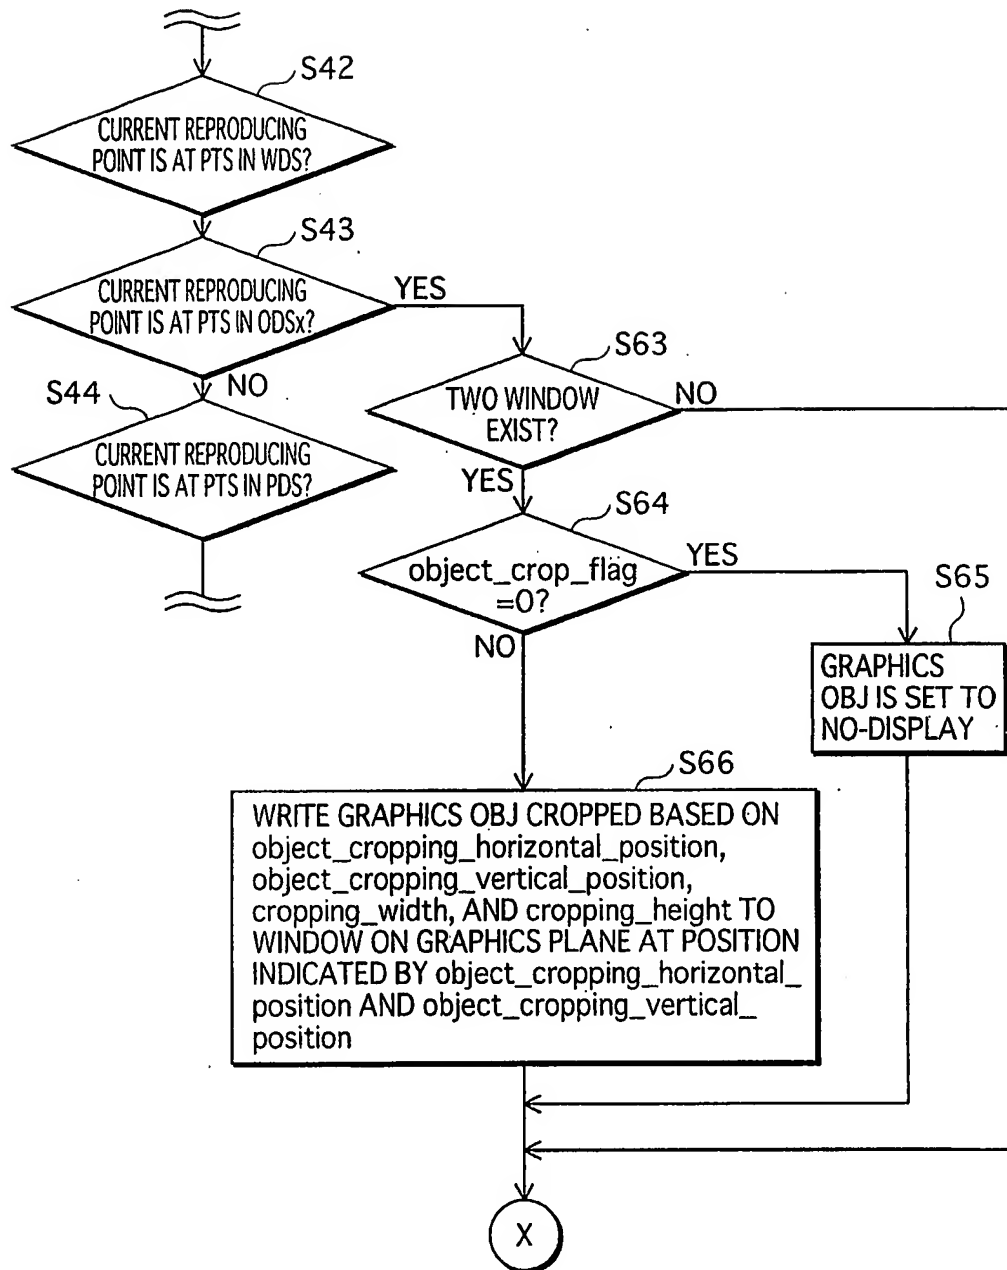 S42
CURRENT REPRODUCING
POINT IS AT PTS IN WDS?
S43
CURRENT REPRODUCING
POINT IS AT PTS IN ODSx?
YES
NO
S44
CURRENT REPRODUCING
POINT IS AT PTS IN PDS?
S63
TWO WINDOW
EXIST?
NO
YES
S64
object_crop_flag
=0?
YES
NO
S65
GRAPHICS
OBJ IS SET TO
NO-DISPLAY
S66
WRITE GRAPHICS OBJ CROPPED BASED ON
object_cropping_horizontal_position,
object_cropping_vertical_position,
cropping_width, AND cropping_height TO
WINDOW ON GRAPHICS PLANE AT POSITION
INDICATED BY object_cropping_horizontal_
position AND object_cropping_vertical_
position
X